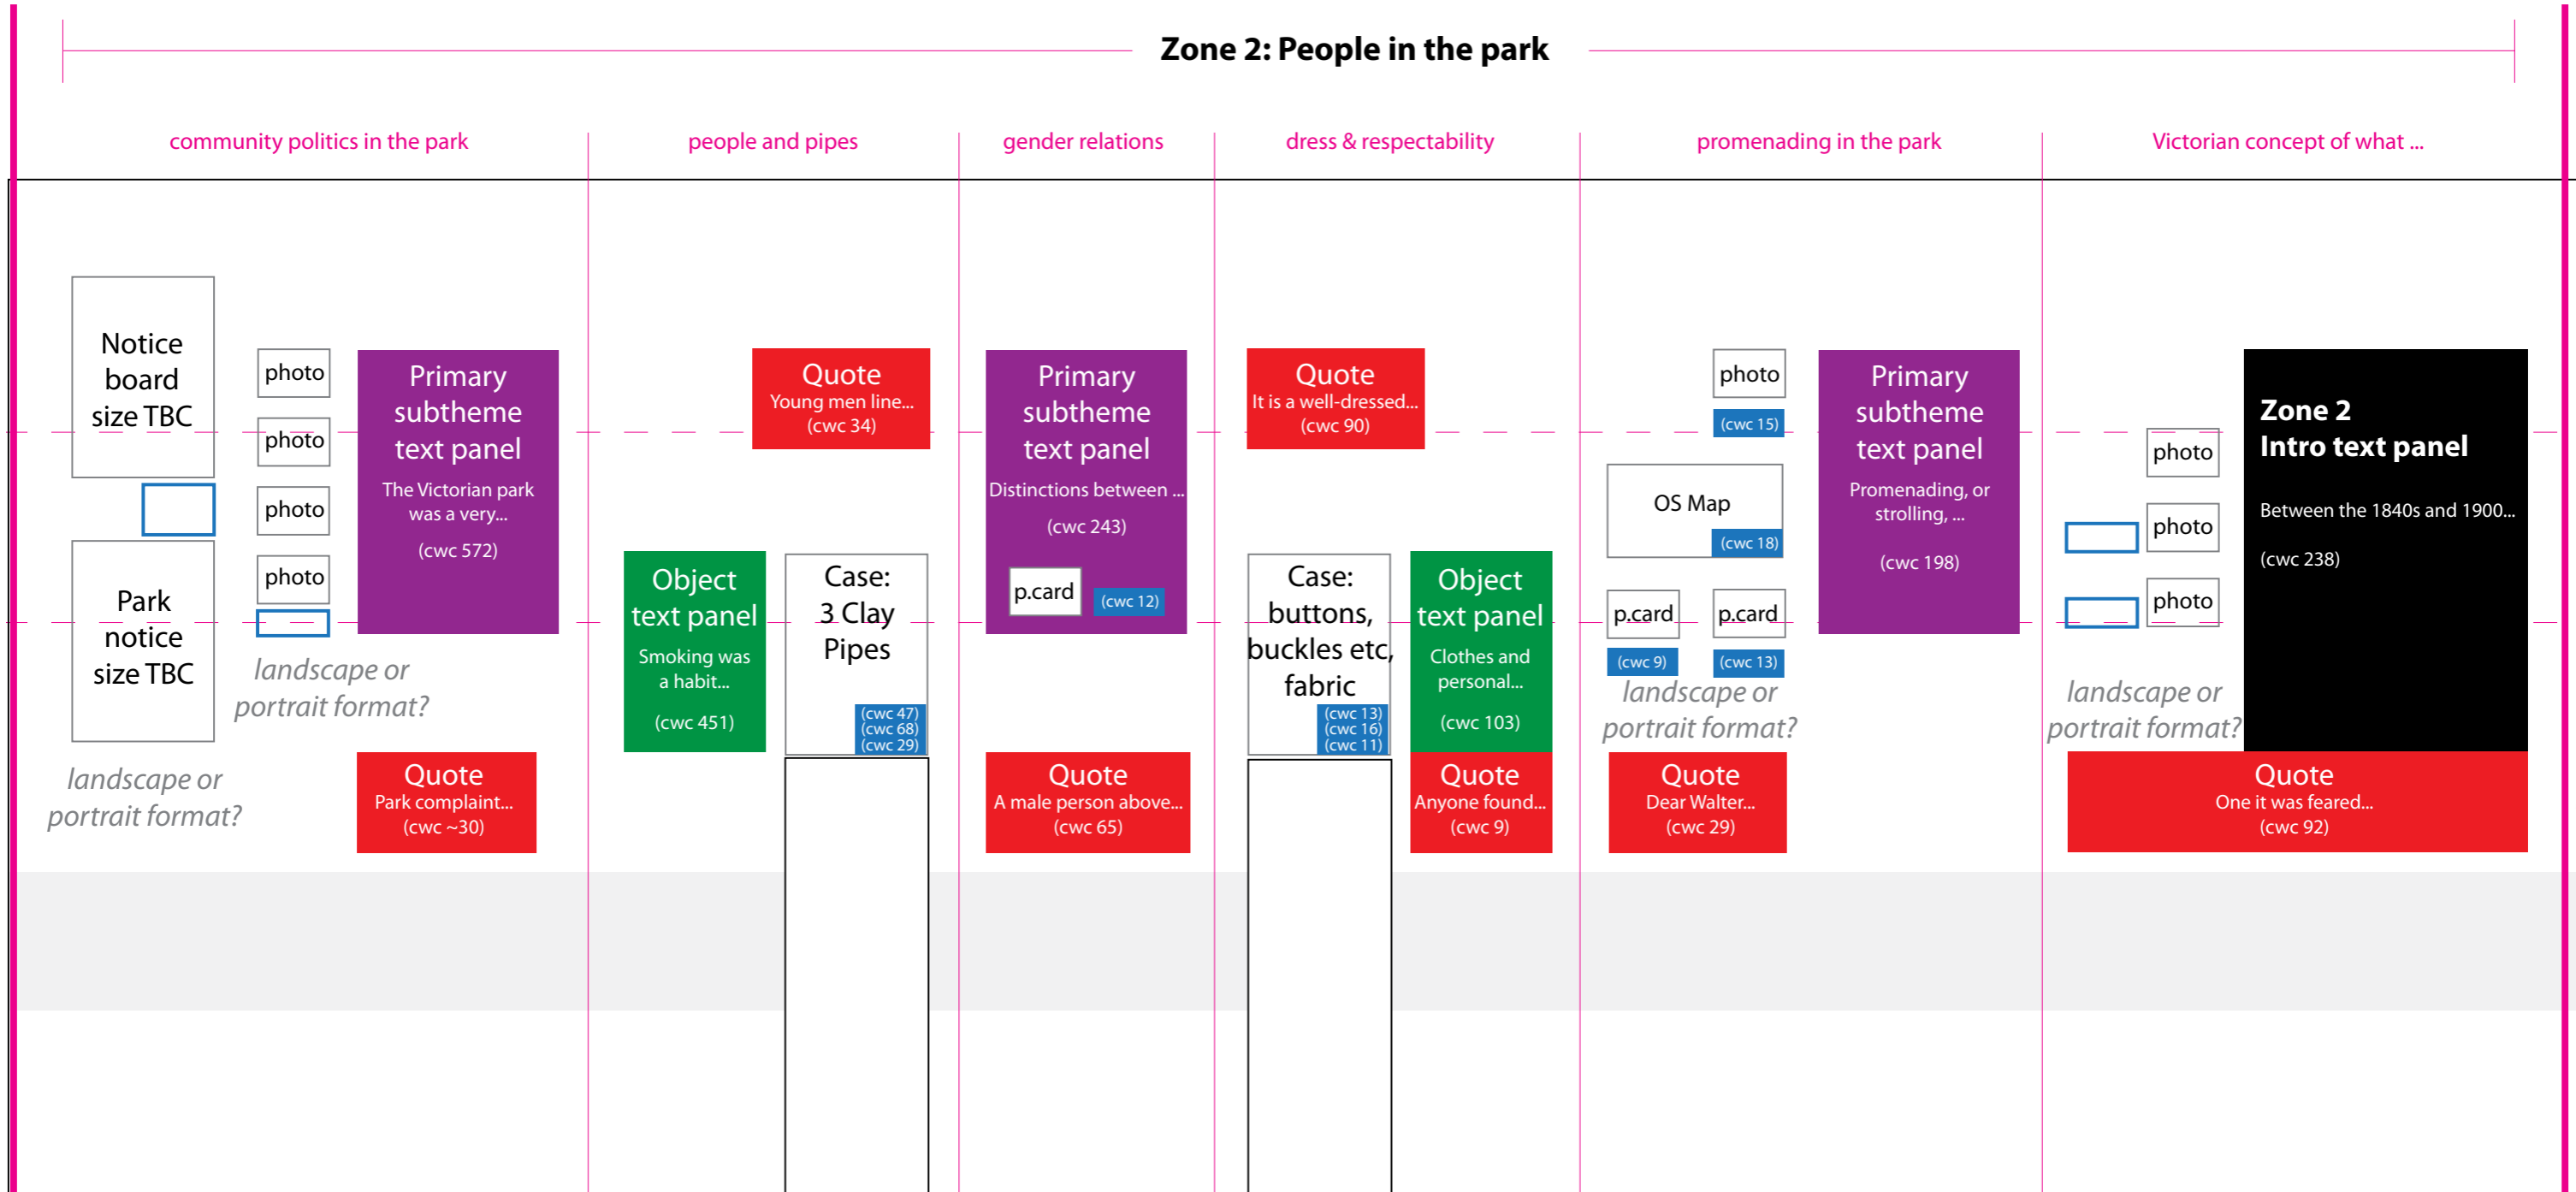 Zone 2: People in the park
community politics in the park
people and pipes
gender relations
dress & respectability
promenading in the park
Victorian concept of what ...
Notice
board
size TBC
Park
notice
size TBC
landscape or
portrait format?
photo
photo
photo
photo
landscape or
portrait format?
Primary
subtheme
text panel
The Victorian park
was a very...
(cwc 572)
Quote
Park complaint...
(cwc ~30)
Quote
Young men line...
(cwc 34)
Object
text panel
Smoking was
a habit...
(cwc 451)
Case:
3 Clay
Pipes
(cwc 47)
(cwc 68)
(cwc 29)
Primary
subtheme
text panel
Distinctions between ...
(cwc 243)
p.card
(cwc 12)
Quote
A male person above...
(cwc 65)
Quote
It is a well-dressed...
(cwc 90)
Case:
buttons,
buckles etc,
fabric
(cwc 13)
(cwc 16)
(cwc 11)
Object
text panel
Clothes and
personal...
(cwc 103)
Quote
Anyone found...
(cwc 9)
photo
(cwc 15)
OS Map
(cwc 18)
p.card
(cwc 9)
p.card
(cwc 13)
landscape or
portrait format?
Quote
Dear Walter...
(cwc 29)
Primary
subtheme
text panel
Promenading, or
strolling, ...
(cwc 198)
photo
photo
photo
landscape or
portrait format?
Zone 2
Intro text panel
Between the 1840s and 1900...
(cwc 238)
Quote
One it was feared...
(cwc 92)